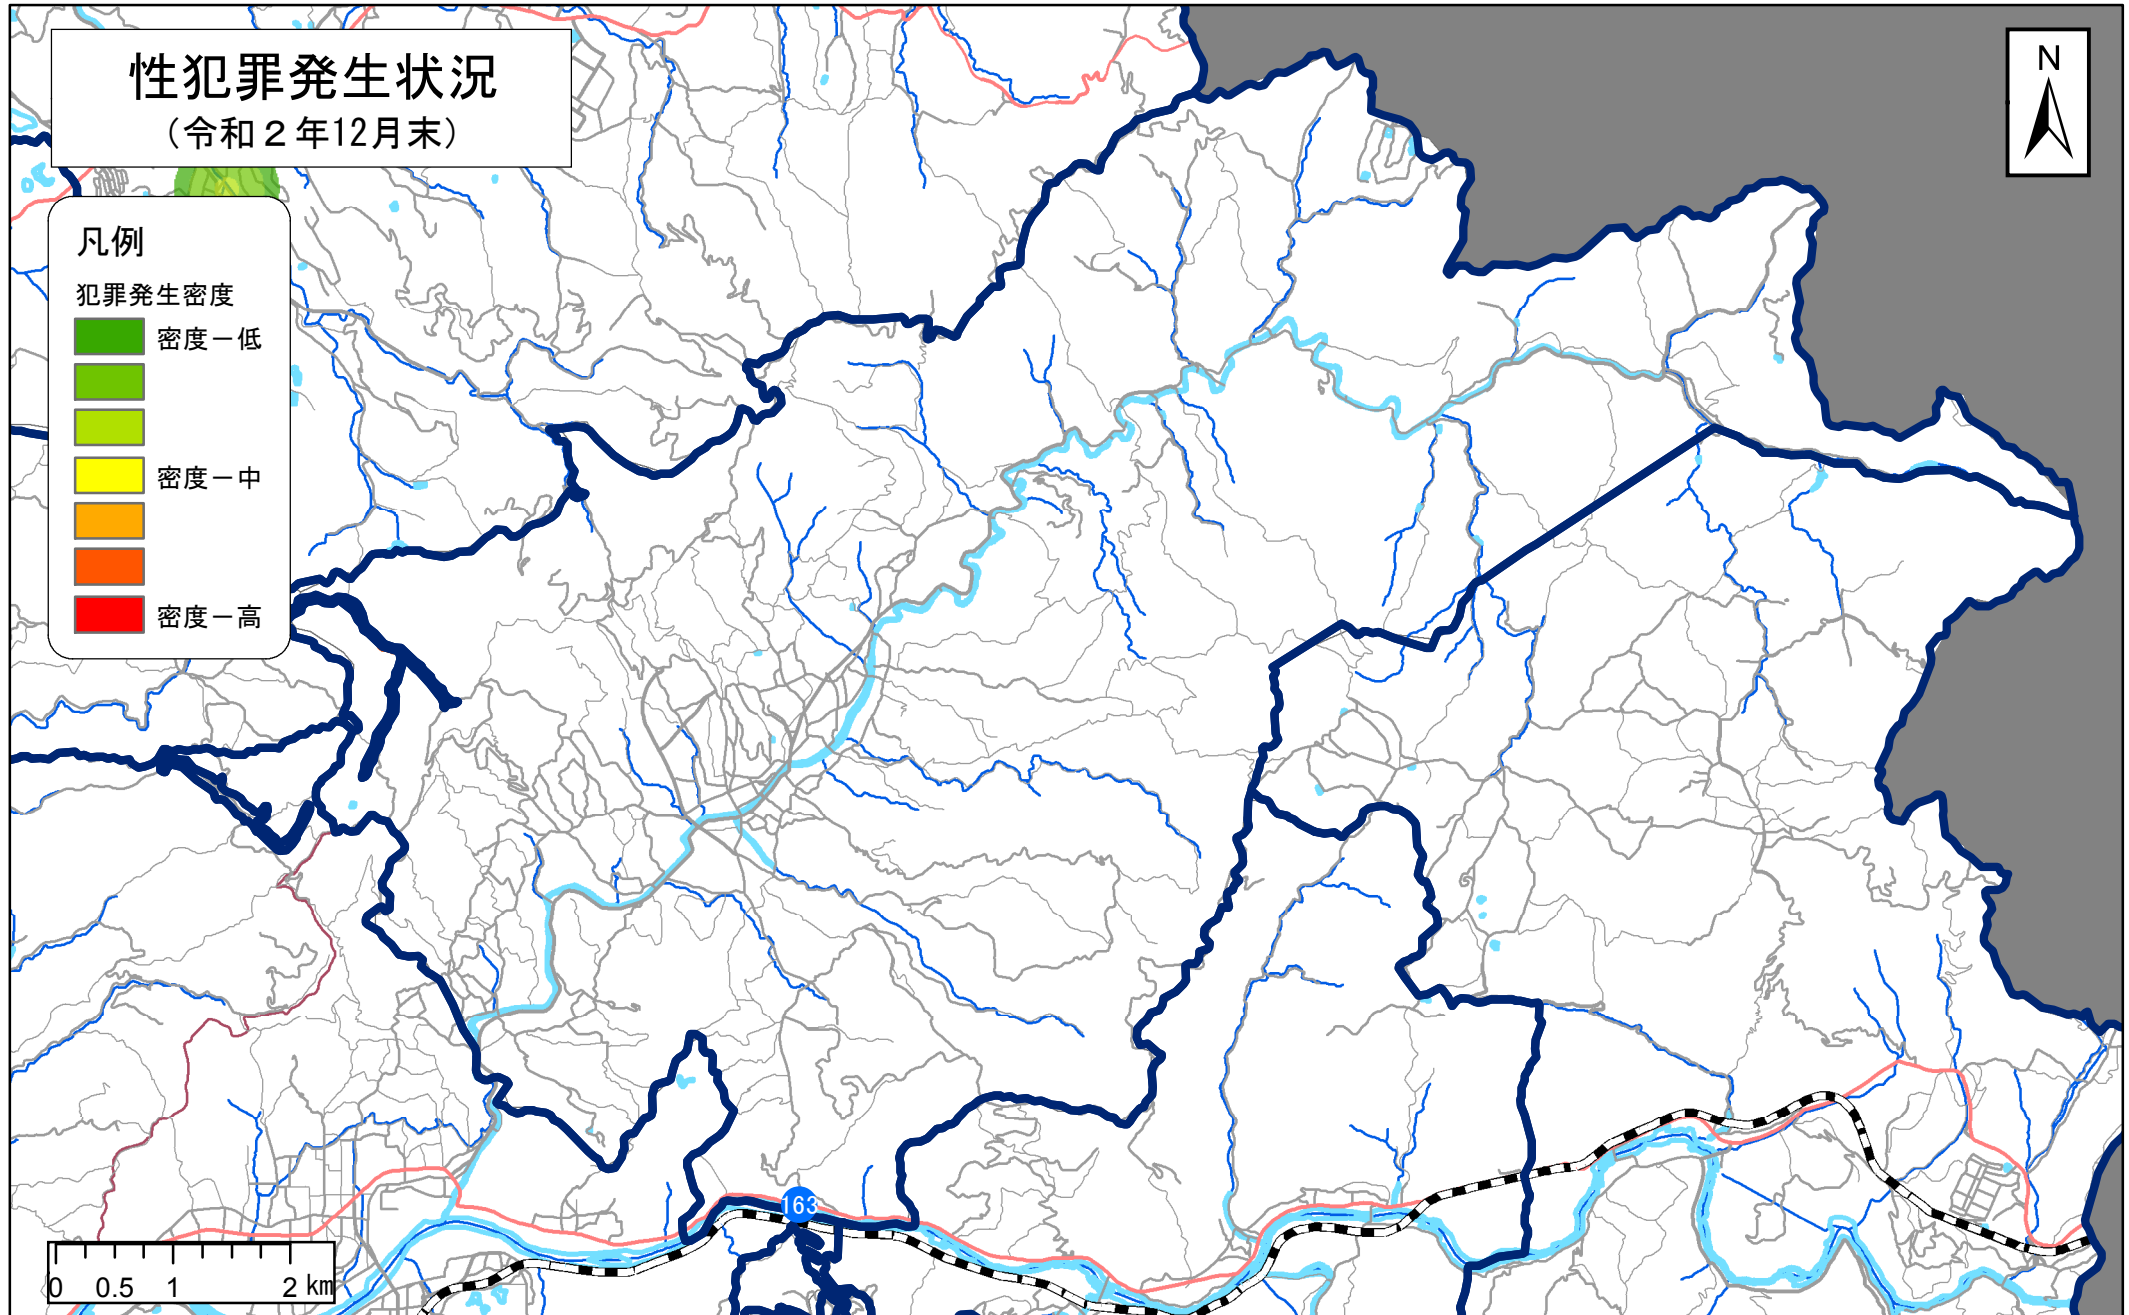 性犯罪発生状況
（令和２年12月末）
N
凡例
犯罪発生密度
密度－低
密度－中
密度－高
163
0 0.5 1 2 km